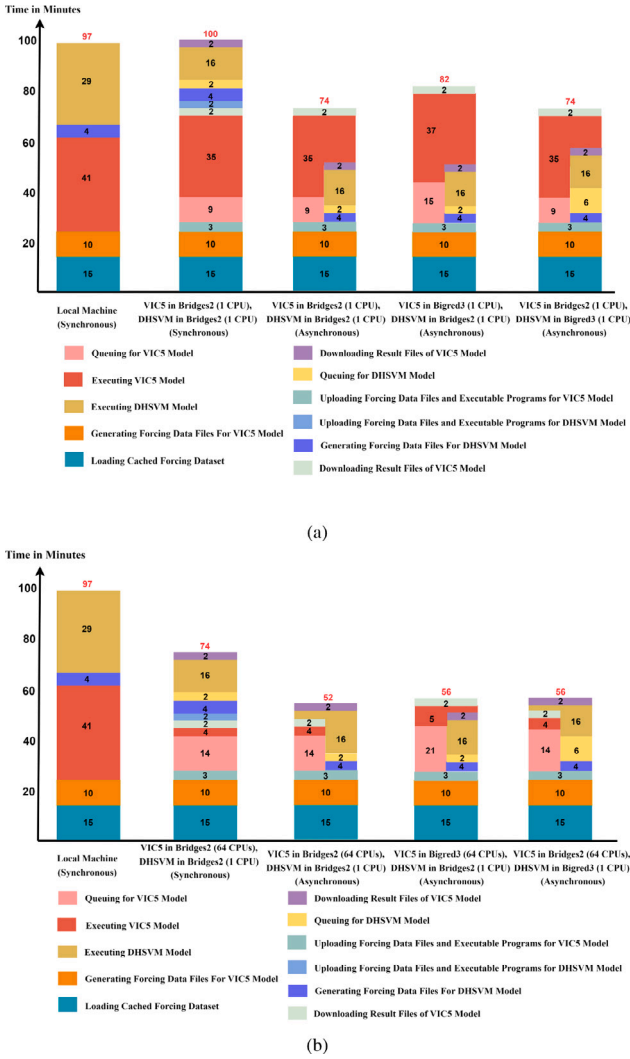 Time in Minutes
97
100
100
2
16
29
2
82
80
4
74
2
74
2
2
2
2
4
35
37
35
60
2
2
2
41
35
16
16
16
40
9
9
2
15
2
9
6
4
4
4
3
3
3
3
20
10
10
10
10
10
15
15
15
15
15
Local Machine
(Synchronous)
VIC5 in Bridges2 (1 CPU),
DHSVM in Bridges2 (1 CPU)
(Synchronous)
VIC5 in Bridges2 (1 CPU),
DHSVM in Bridges2 (1 CPU)
(Asynchronous)
VIC5 in Bigred3 (1 CPU),
DHSVM in Bridges2 (1 CPU)
(Asynchronous)
VIC5 in Bridges2 (1 CPU),
DHSVM in Bigred3 (1 CPU)
(Asynchronous)
Queuing for VIC5 Model
Executing VIC5 Model
Executing DHSVM Model
Generating Forcing Data Files For VIC5 Model
Loading Cached Forcing Dataset
Downloading Result Files of VIC5 Model
Queuing for DHSVM Model
Uploading Forcing Data Files and Executable Programs for VIC5 Model
Uploading Forcing Data Files and Executable Programs for DHSVM Model
Generating Forcing Data Files For DHSVM Model
Downloading Result Files of VIC5 Model
(a)
Time in Minutes
97
100
29
80
74
2
4
16
60
2
56
56
52
2
2
4
2
2
2
2
2
5
2
2
41
4
4
16
16
4
16
40
14
14
2
21
2
14
6
4
4
4
3
3
3
3
20
10
10
10
10
10
15
15
15
15
15
Local Machine
(Synchronous)
VIC5 in Bridges2 (64 CPUs),
DHSVM in Bridges2 (1 CPU)
(Synchronous)
VIC5 in Bridges2 (64 CPUs),
DHSVM in Bridges2 (1 CPU)
(Asynchronous)
VIC5 in Bigred3 (64 CPUs),
DHSVM in Bridges2 (1 CPU)
(Asynchronous)
VIC5 in Bridges2 (64 CPUs),
DHSVM in Bigred3 (1 CPU)
(Asynchronous)
Queuing for VIC5 Model
Executing VIC5 Model
Executing DHSVM Model
Generating Forcing Data Files For VIC5 Model
Loading Cached Forcing Dataset
Downloading Result Files of VIC5 Model
Queuing for DHSVM Model
Uploading Forcing Data Files and Executable Programs for VIC5 Model
Uploading Forcing Data Files and Executable Programs for DHSVM Model
Generating Forcing Data Files For DHSVM Model
Downloading Result Files of VIC5 Model
(b)